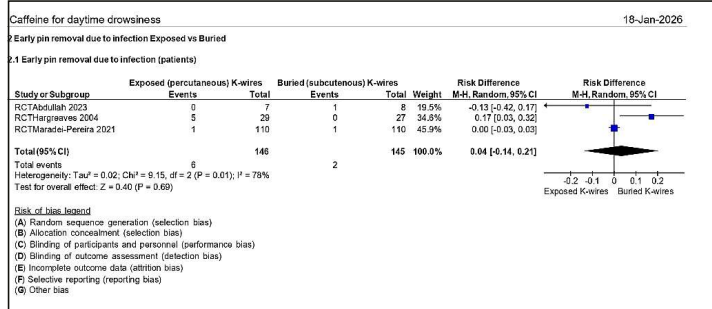 Caffeine for daytime drowsiness 18-Jan-2026
2 Early pin removal due to infection Exposed vs Buried
2.1 Early pin removal due to infection (patients)
Exposed (percutaneous) K-wires Buried (subcutenous) K-wires Risk Difference Risk Difference
Study or Subgroup Events Total Events Total Weight M-H, Random, 95% CI M-H, Random, 95% CI
RCTAbdullah 2023 0 7 1 8 19.5% -0.13 [-0.42, 0.17]
RCTHargreaves 2004 5 29 0 27 34.6% 0.17 [0.03, 0.32]
RCTMaradei-Pereira 2021 1 110 1 110 45.9% 0.00 [-0.03, 0.03]
Total (95% CI) 146 145 100.0% 0.04 [-0.14, 0.21]
Total events 6 2
Heterogeneity: Tau² = 0.02; Chi² = 9.15, df = 2 (P = 0.01); I² = 78%
Test for overall effect: Z = 0.40 (P = 0.69)
-0.2 -0.1 0 0.1 0.2
Exposed K-wires Buried K-wires
Risk of bias legend
(A) Random sequence generation (selection bias)
(B) Allocation concealment (selection bias)
(C) Blinding of participants and personnel (performance bias)
(D) Blinding of outcome assessment (detection bias)
(E) Incomplete outcome data (attrition bias)
(F) Selective reporting (reporting bias)
(G) Other bias